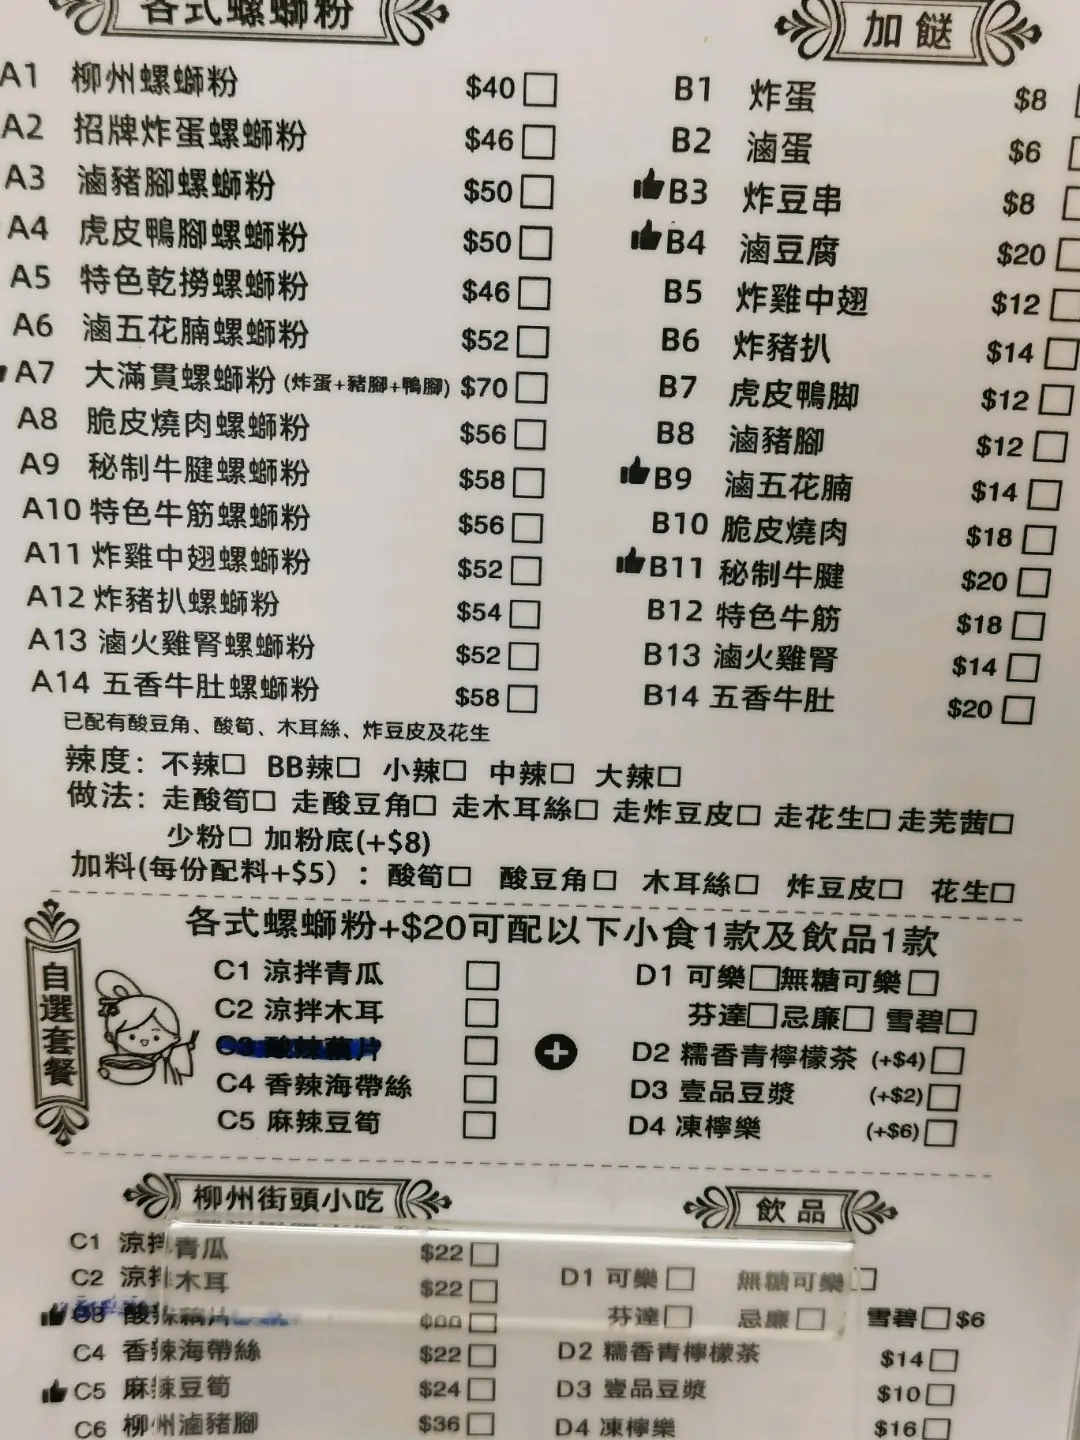 各式螺螄粉
加餸
A1 柳州螺螄粉 $40 □
A2 招牌炸蛋螺螄粉 $46 □
A3 滷豬腳螺螄粉 $50 □
A4 虎皮鴨腳螺螄粉 $50 □
A5 特色乾撈螺螄粉 $46 □
A6 滷五花腩螺螄粉 $52 □
A7 大滿貫螺螄粉 (炸蛋+豬腳+鴨腳) $70 □
A8 脆皮燒肉螺螄粉 $56 □
A9 秘制牛腱螺螄粉 $58 □
A10 特色牛筋螺螄粉 $56 □
A11 炸雞中翅螺螄粉 $52 □
A12 炸豬扒螺螄粉 $54 □
A13 滷火雞腎螺螄粉 $52 □
A14 五香牛肚螺螄粉 $58 □
B1 炸蛋 $8
B2 滷蛋 $6
B3 炸豆串 $8
B4 滷豆腐 $20
B5 炸雞中翅 $12 □
B6 炸豬扒 $14 □
B7 虎皮鴨脚 $12 □
B8 滷豬腳 $12 □
B9 滷五花腩 $14 □
B10 脆皮燒肉 $18 □
B11 秘制牛腱 $20 □
B12 特色牛筋 $18 □
B13 滷火雞腎 $14 □
B14 五香牛肚 $20 □
已配有酸豆角、酸筍、木耳絲、炸豆皮及花生
辣度：不辣□ BB辣□ 小辣□ 中辣□ 大辣□
做法：走酸筍□ 走酸豆角□ 走木耳絲□ 走炸豆皮□ 走花生□ 走芫茜□
少粉□ 加粉底(+$8)
加料(每份配料+$5）：酸筍□ 酸豆角□ 木耳絲□ 炸豆皮□ 花生□
自選套餐
各式螺螄粉+$20可配以下小食1款及飲品1款
C1 涼拌青瓜 □
C2 涼拌木耳 □
C3 酸辣藕片 □
C4 香辣海帶絲 □
C5 麻辣豆筍 □
D1 可樂□無糖可樂□
芬達□忌廉□ 雪碧□
D2 糯香青檸檬茶 (+$4)□
D3 壹品豆漿 (+$2)□
D4 凍檸樂 (+$6)□
柳州街頭小吃
C1 涼拌青瓜 $22 □
C2 涼拌木耳 $22 □
C3 酸辣藕片 □
C4 香辣海帶絲 $22 □
C5 麻辣豆筍 $24 □
C6 柳州滷豬腳 $36 □
飲品
D1 可樂□ 無糖可樂□
芬達□ 忌廉□ 雪碧□ $6
D2 糯香青檸檬茶 $14 □
D3 壹品豆漿 $10 □
D4 凍檸樂 $16 □